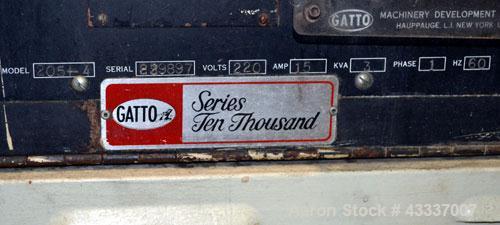 GATTO MACHINERY DEVELOPMENT
HAUPPAUGE, L.I. NEW YORK
MODEL 205-4 SERIAL 829897 VOLTS 220 AMP 15 KVA 3 PHASE 1 HZ 60
GATTO
Series
Ten Thousand
Aaron Stock # 43337007